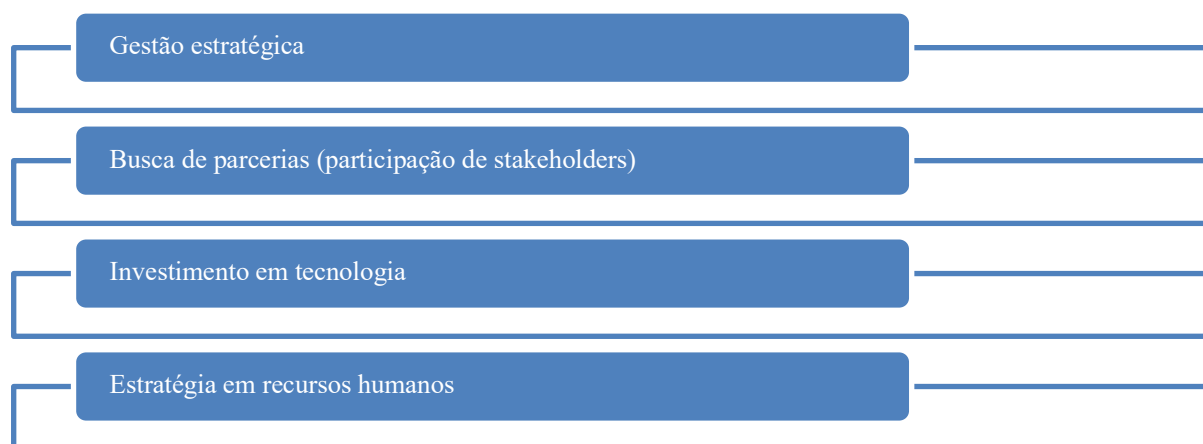 Gestão estratégica
Busca de parcerias (participação de stakeholders)
Investimento em tecnologia
Estratégia em recursos humanos